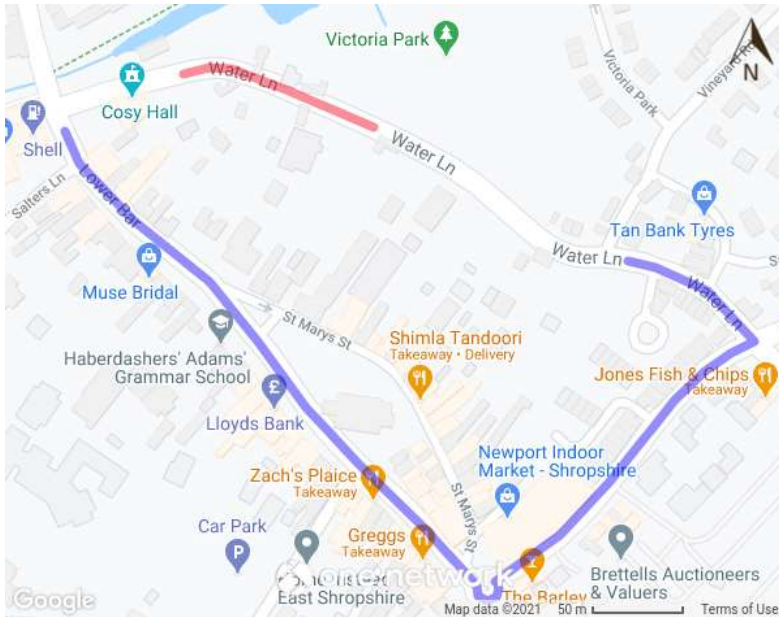 Victoria Park
N
Victoria Park
Vineyard Rd
Water Ln
Cosy Hall
Shell
Water Ln
Salters Ln
Lower Bar
Tan Bank Tyres
Water Ln
Water Ln
Muse Bridal
St Marys St
Shimla Tandoori
Takeaway • Delivery
Haberdashers' Adams'
Grammar School
Jones Fish & Chips
Takeaway
Lloyds Bank
Newport Indoor
Market - Shropshire
Zach's Plaice
Takeaway
St Marys St
Car Park
Greggs
Takeaway
one.network
East Shropshire
The Barley
Brettells Auctioneers
& Valuers
Google
Map data ©2021
50 m
Terms of Use